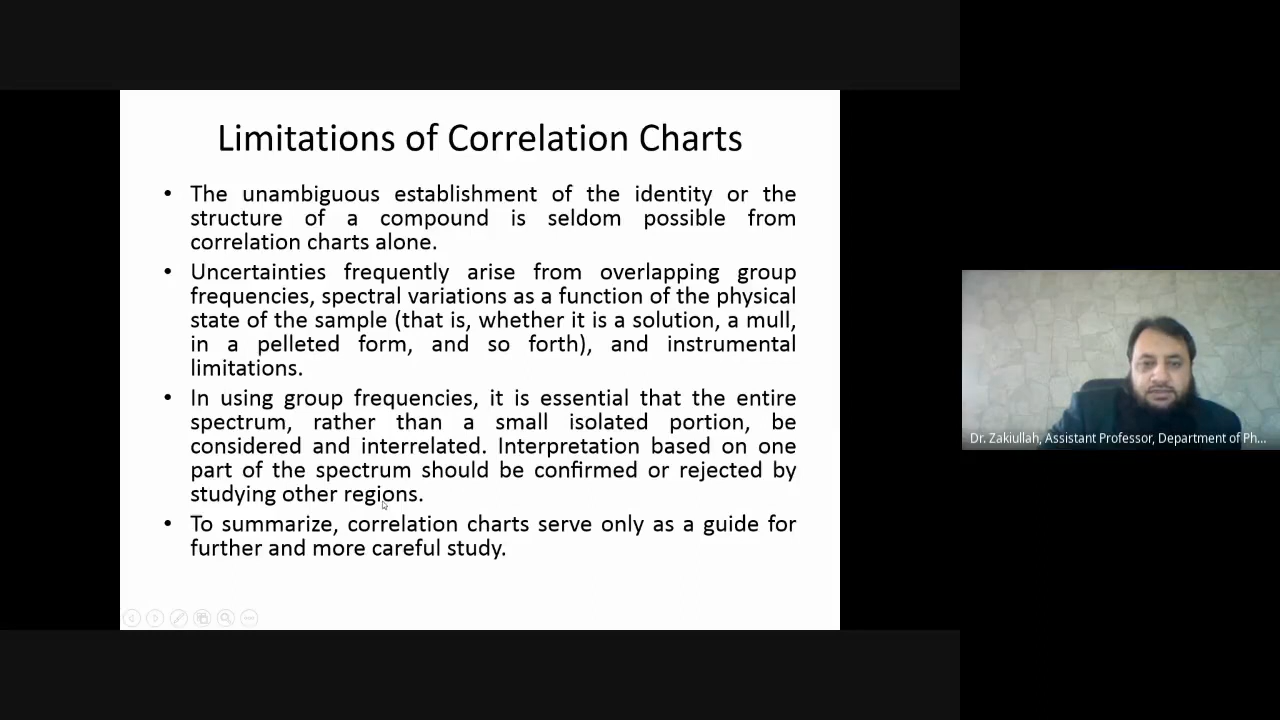 Limitations of Correlation Charts
• The unambiguous establishment of the identity or the
structure of a compound is seldom possible from
correlation charts alone.
• Uncertainties frequently arise from overlapping group
frequencies, spectral variations as a function of the physical
state of the sample (that is, whether it is a solution, a mull,
in a pelleted form, and so forth), and instrumental
limitations.
• In using group frequencies, it is essential that the entire
spectrum, rather than a small isolated portion, be
considered and interrelated. Interpretation based on one
part of the spectrum should be confirmed or rejected by
studying other regions.
• To summarize, correlation charts serve only as a guide for
further and more careful study.
Dr. Zakiullah, Assistant Professor, Department of Ph...